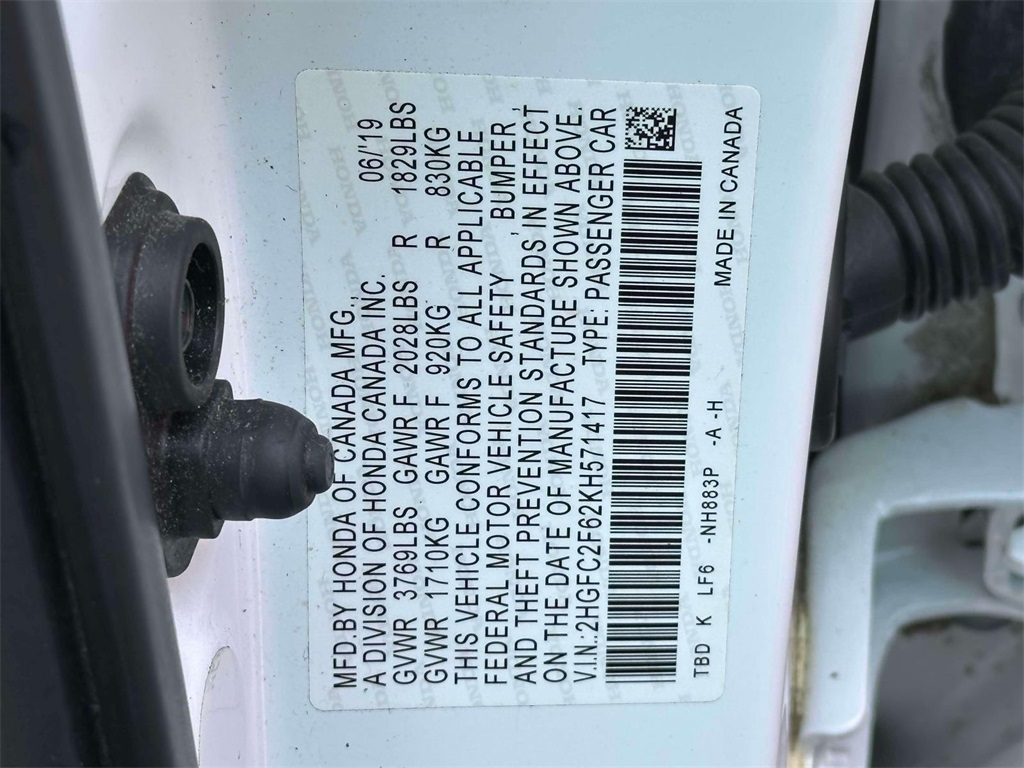 MFD.BY HONDA OF CANADA MFG., 06/'19
A DIVISION OF HONDA CANADA INC.
GVWR 3769LBS GAWR F 2028LBS R 1829LBS
GVWR 1710KG GAWR F 920KG R 830KG
THIS VEHICLE CONFORMS TO ALL APPLICABLE
FEDERAL MOTOR VEHICLE SAFETY , BUMPER,
AND THEFT PREVENTION STANDARDS IN EFFECT
ON THE DATE OF MANUFACTURE SHOWN ABOVE.
V.I.N.:2HGFC2F62KH571417 TYPE: PASSENGER CAR
TBD K LF6 -NH883P -A -H MADE IN CANADA